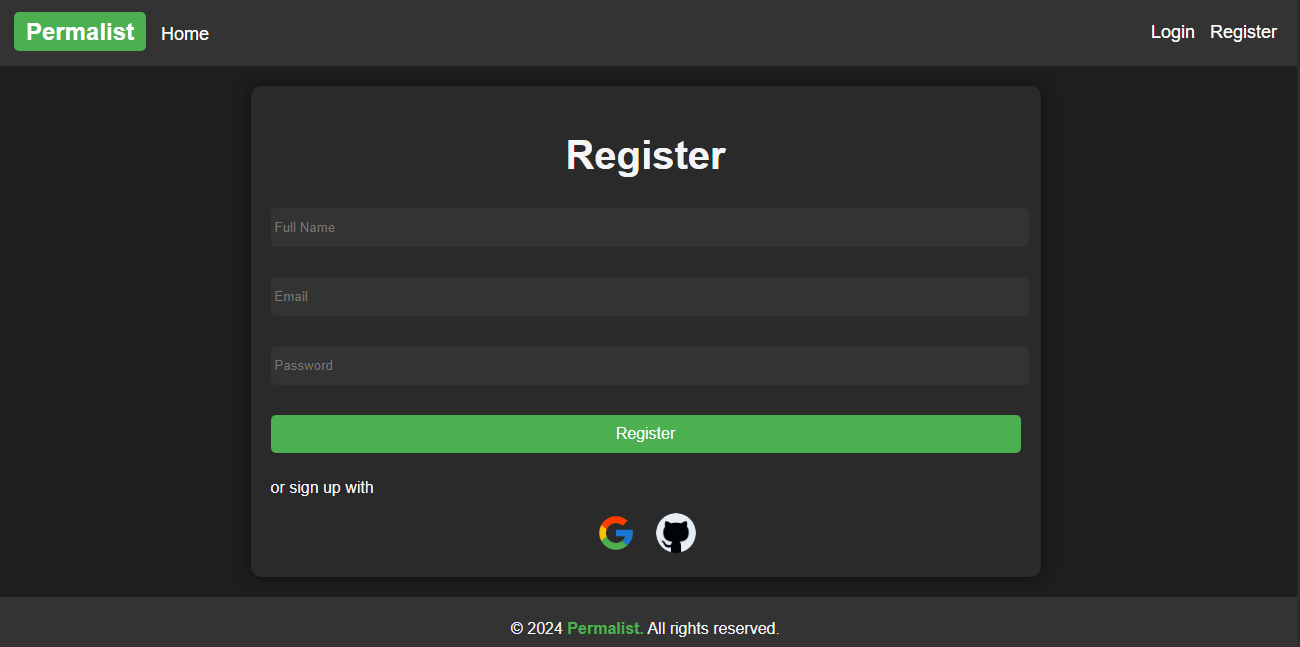 Permalist Home Login Register
Register
Full Name
Email
Password
Register
or sign up with
© 2024 Permalist. All rights reserved.